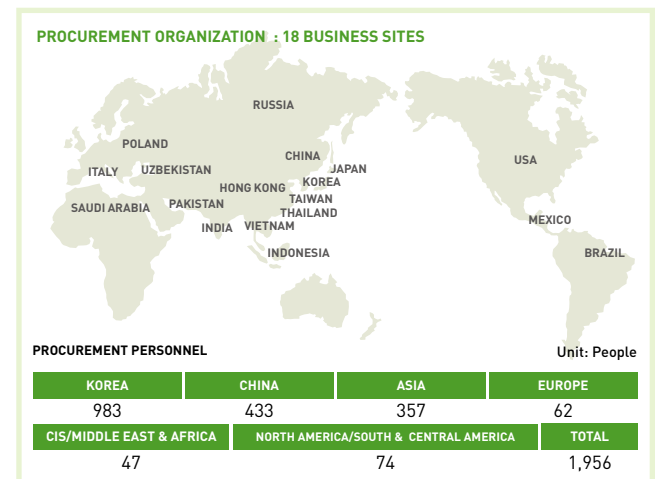 PROCUREMENT ORGANIZATION : 18 BUSINESS SITES
RUSSIA
POLAND
CHINA
USA
ITALY
UZBEKISTAN
JAPAN
HONG KONG
KOREA
SAUDI ARABIA
PAKISTAN
TAIWAN
THAILAND
MEXICO
INDIA
VIETNAM
INDONESIA
BRAZIL
PROCUREMENT PERSONNEL
Unit: People
KOREA CHINA ASIA EUROPE
983 433 357 62
CIS/MIDDLE EAST & AFRICA NORTH AMERICA/SOUTH & CENTRAL AMERICA TOTAL
47 74 1,956